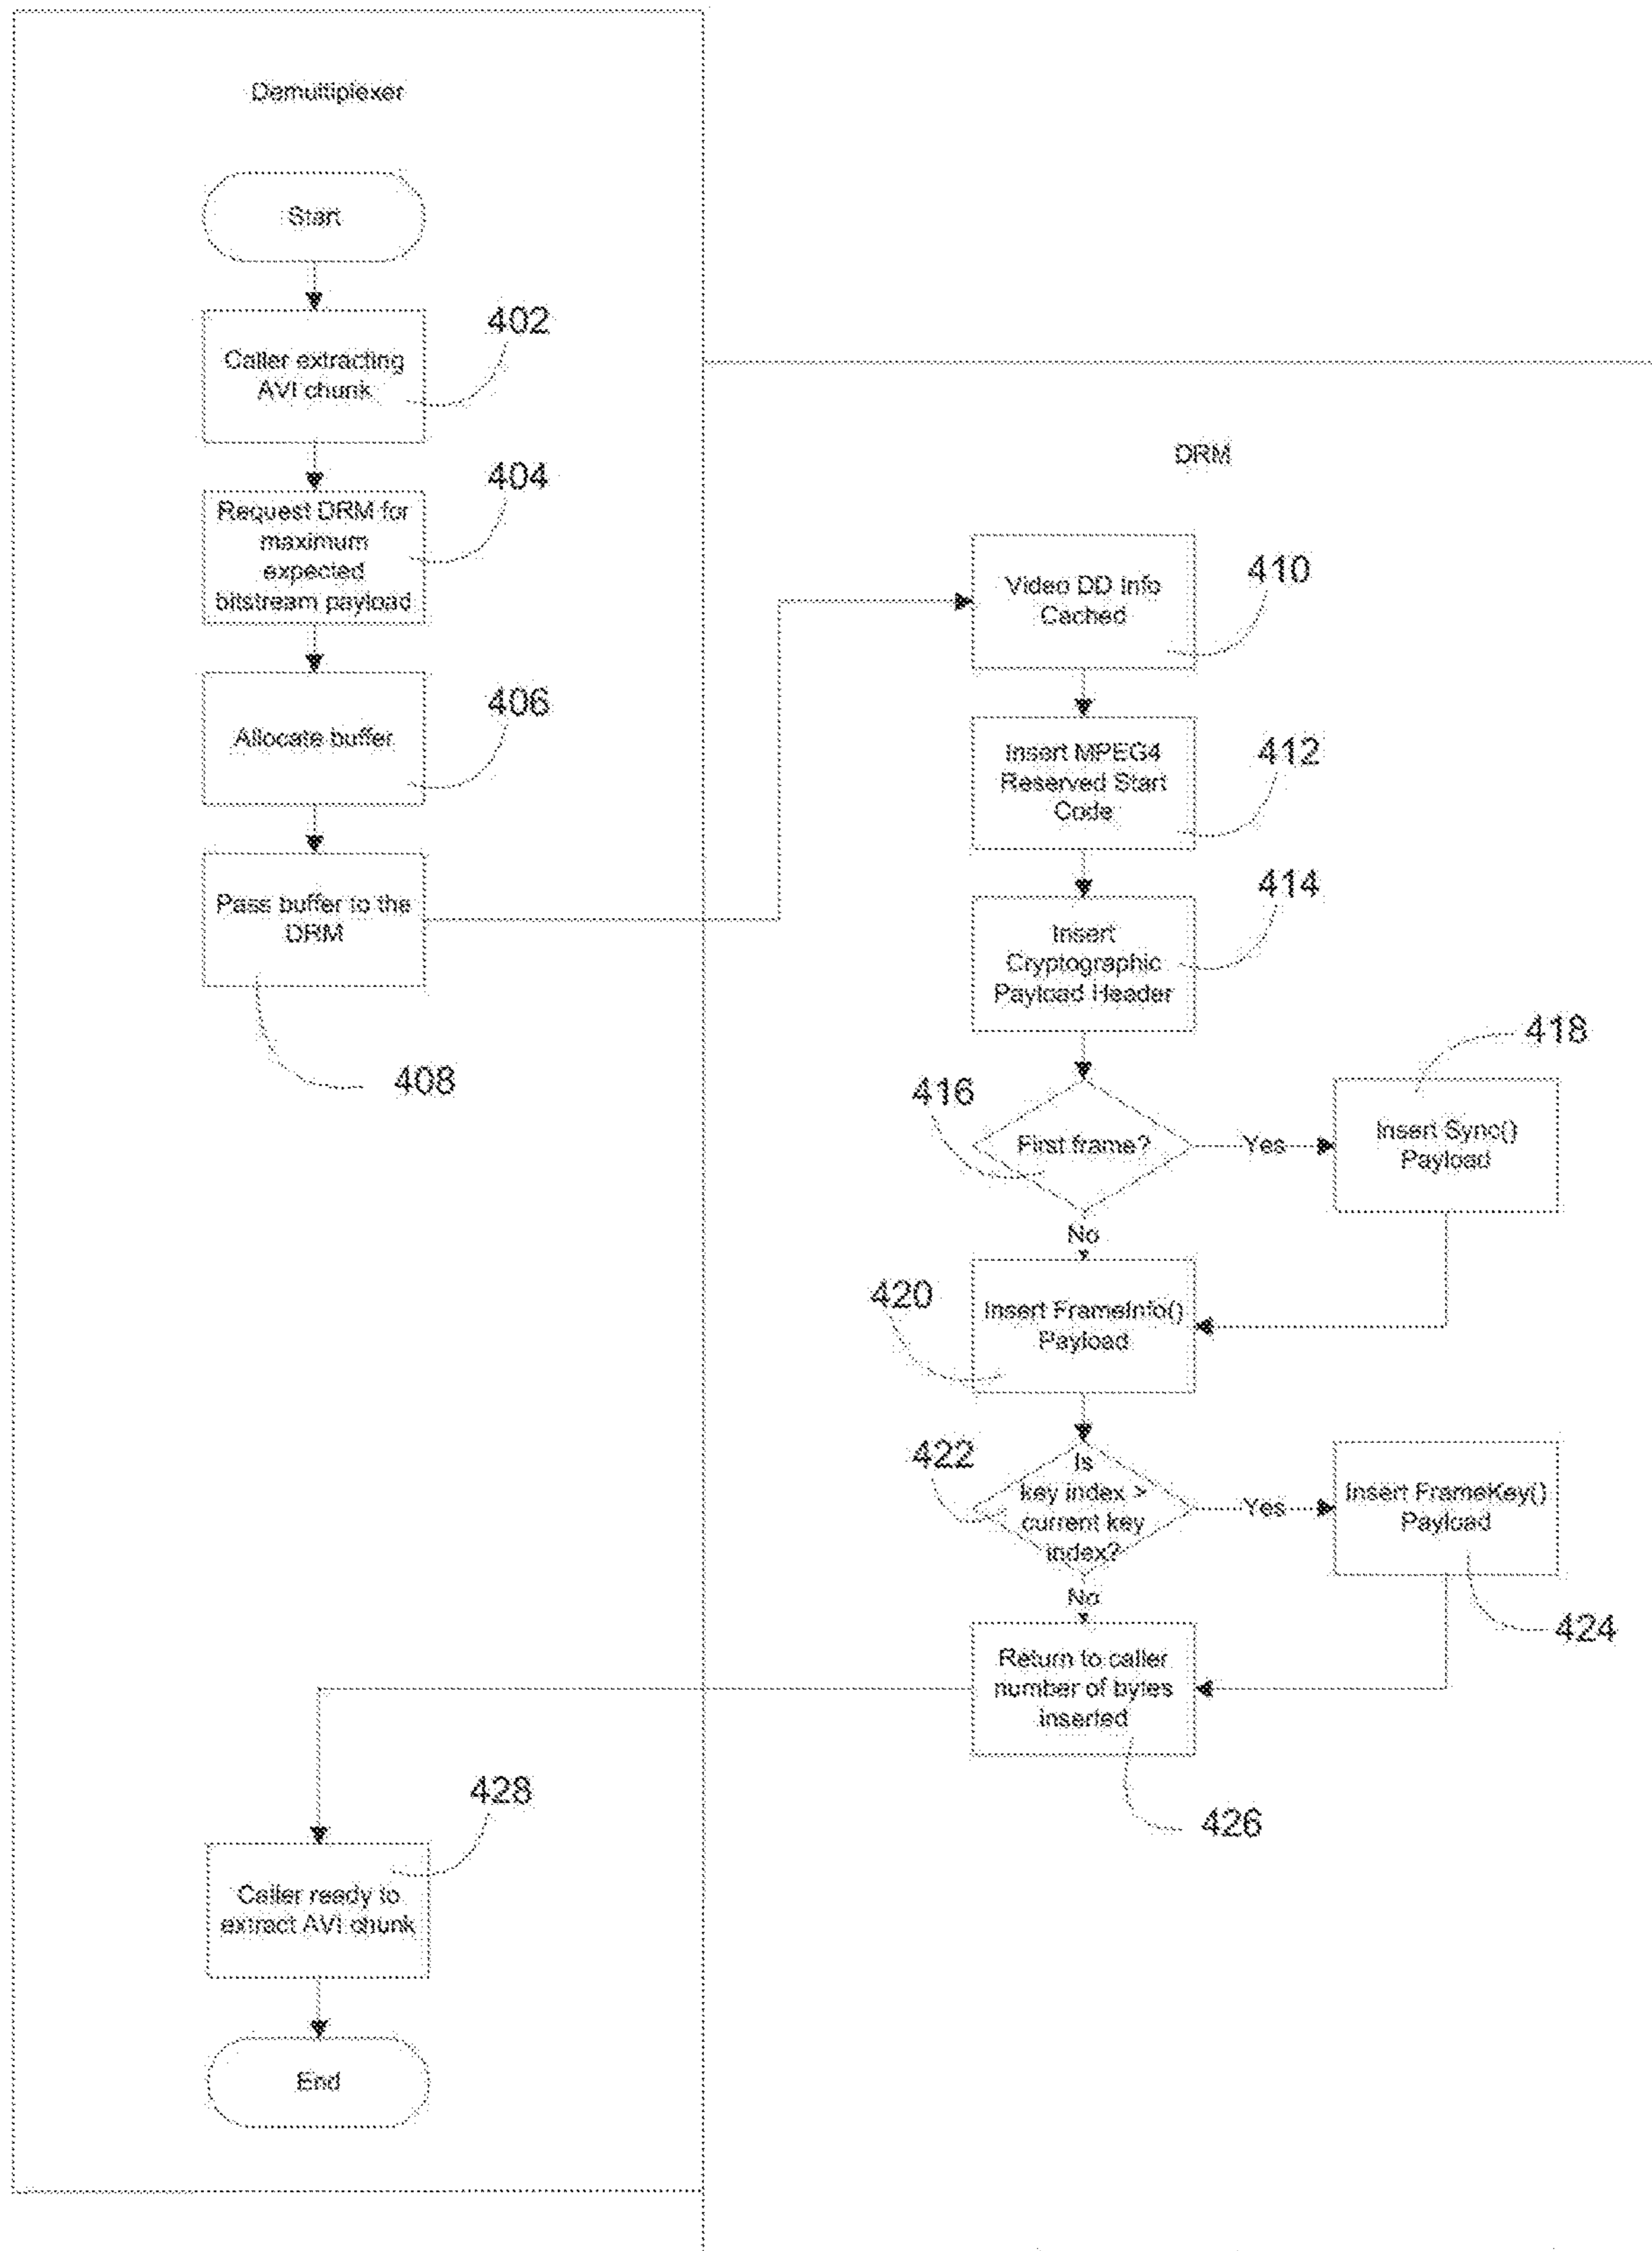 Demultiplexer
Start
402
Caller extracting
AVI chunk
404
Request DRM for
maximum
expected
bitstream payload
406
Allocate buffer
Pass buffer to the
DRM
408
DRM
410
Video DD Info
Cached
412
Insert MPEG4
Reserved Start
Code
414
Insert
Cryptographic
Payload Header
416
First frame?
Yes
No
418
Insert Sync()
Payload
420
Insert FrameInfo()
Payload
422
Is
key index >
current key
index?
Yes
No
Insert FrameKey()
Payload
424
Return to caller
number of bytes
inserted
426
428
Caller ready to
extract AVI chunk
End